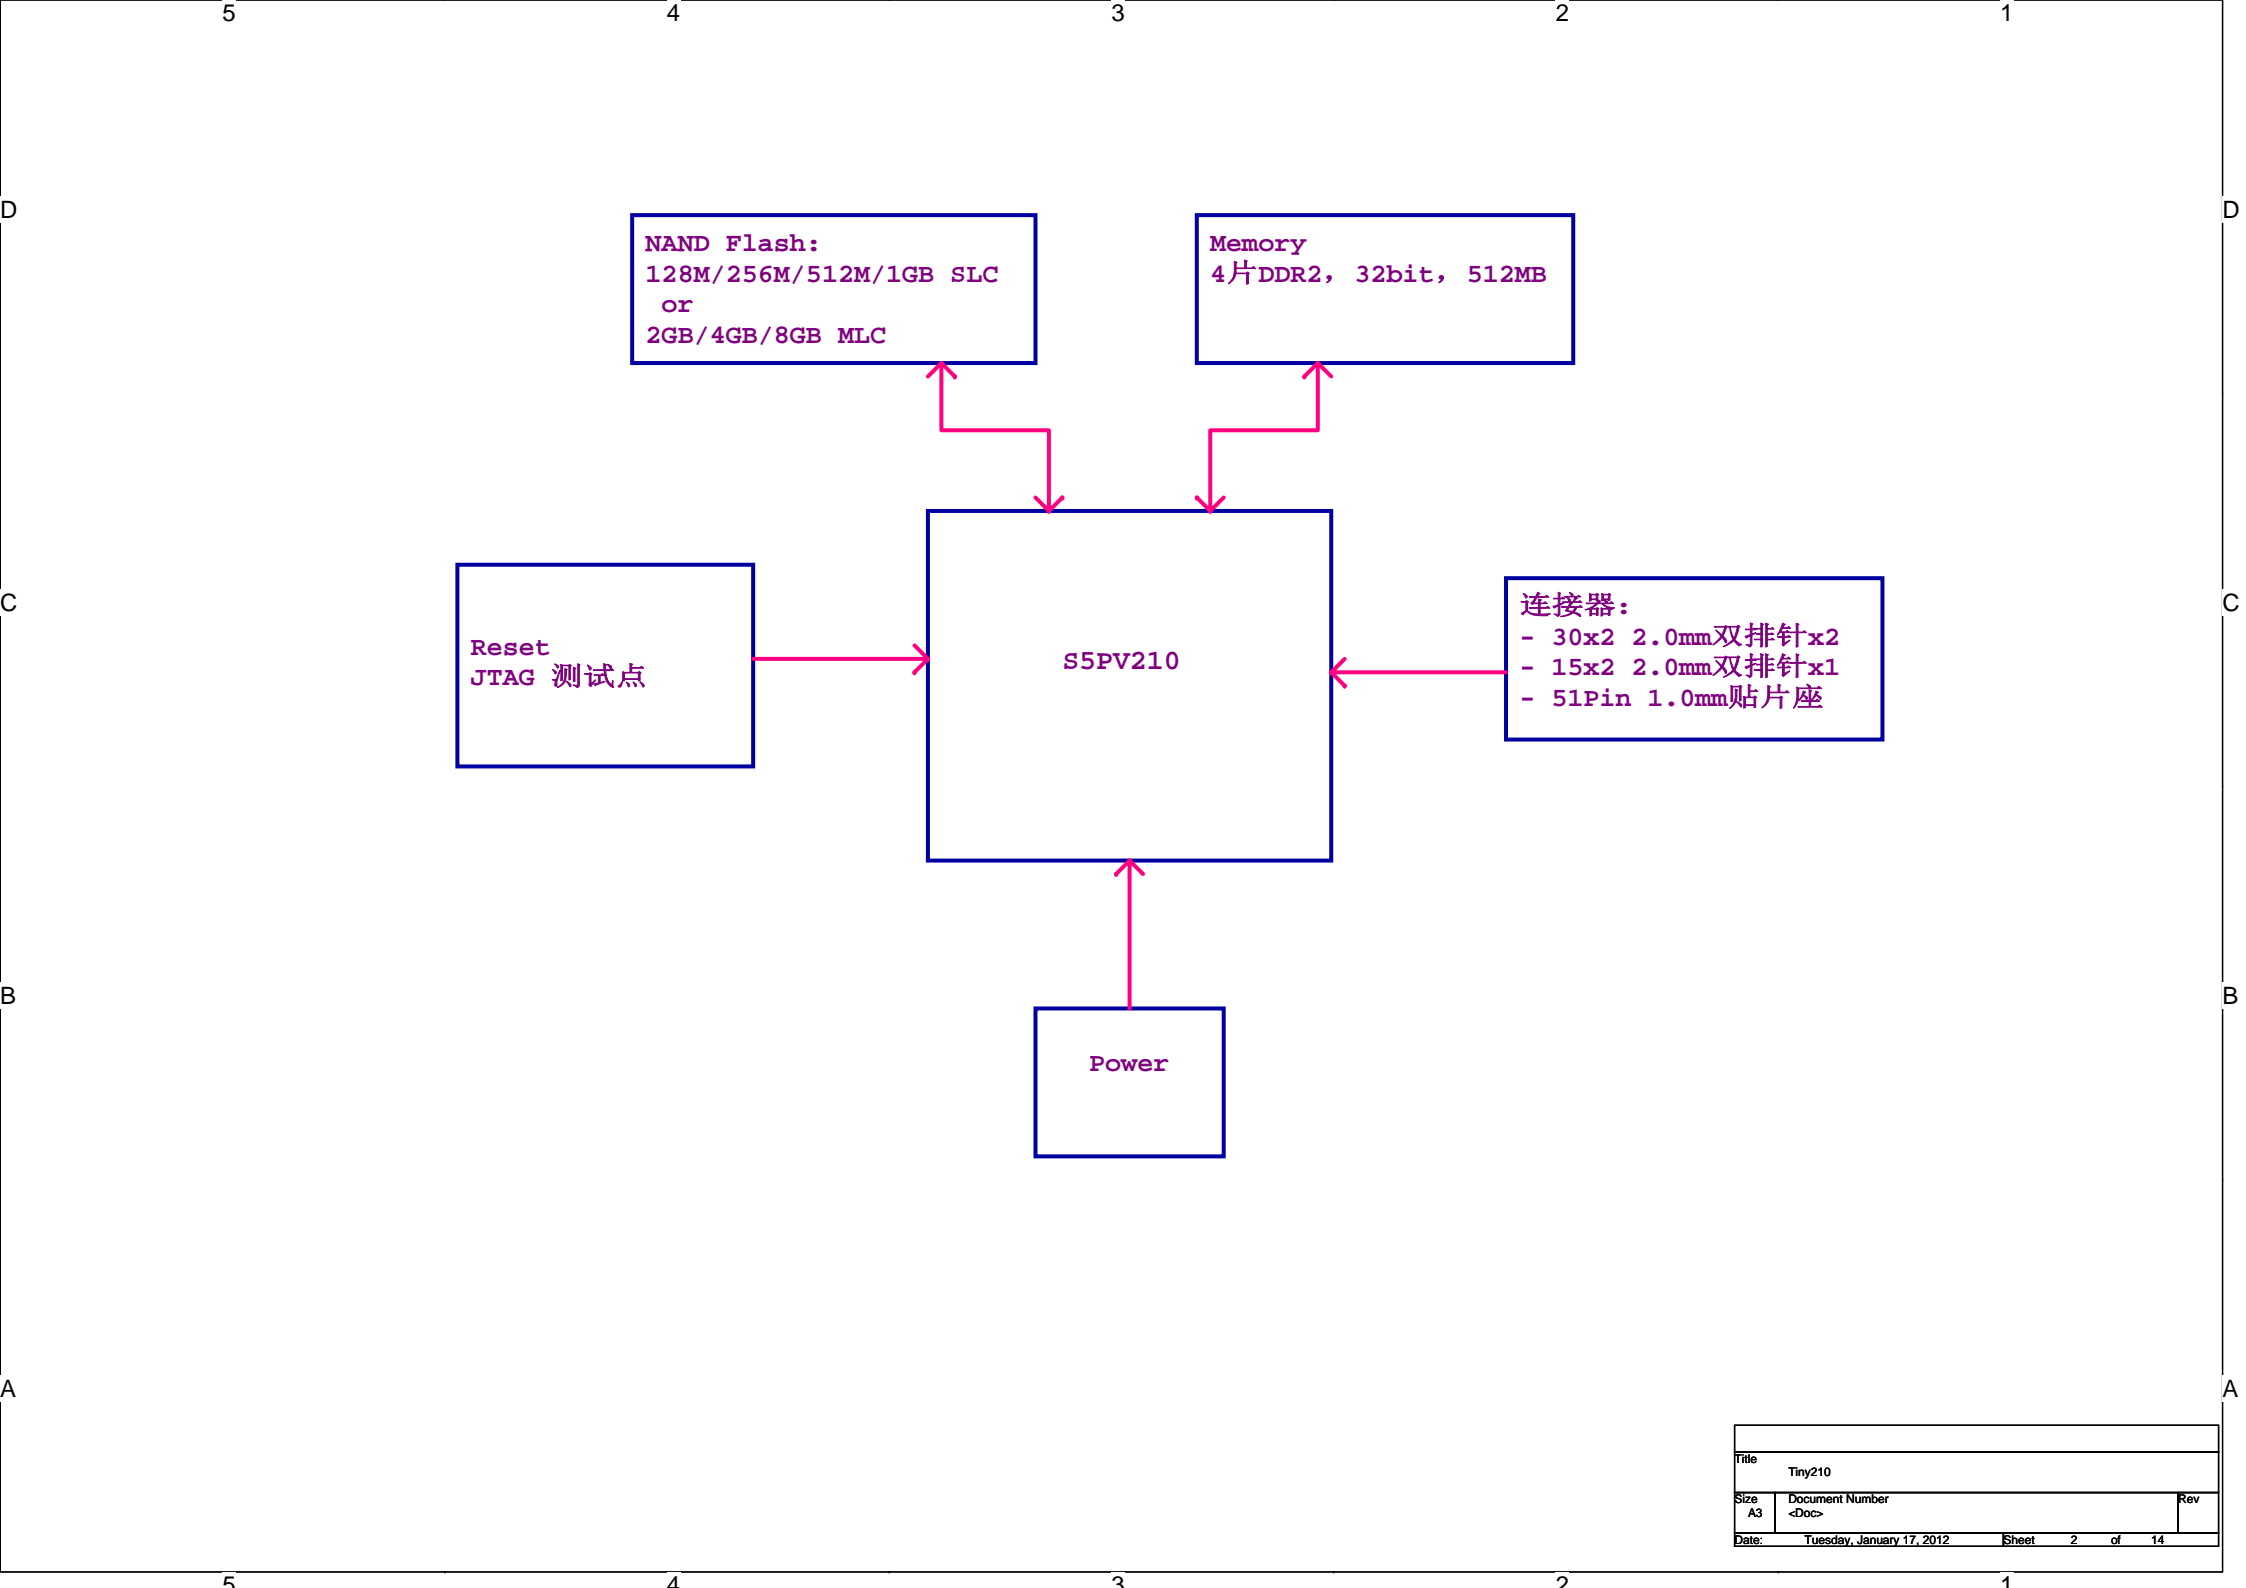 5 4 3 2 1
D D
NAND Flash:
128M/256M/512M/1GB SLC
or
2GB/4GB/8GB MLC
Memory
4片DDR2，32bit，512MB
C C
Reset
JTAG 测试点
S5PV210
连接器：
- 30x2 2.0mm双排针x2
- 15x2 2.0mm双排针x1
- 51Pin 1.0mm贴片座
B B
Power
A A
Title
Tiny210
Size Document Number Rev
A3 <Doc>
Date: Tuesday, January 17, 2012 Sheet 2 of 14
5 4 3 2 1